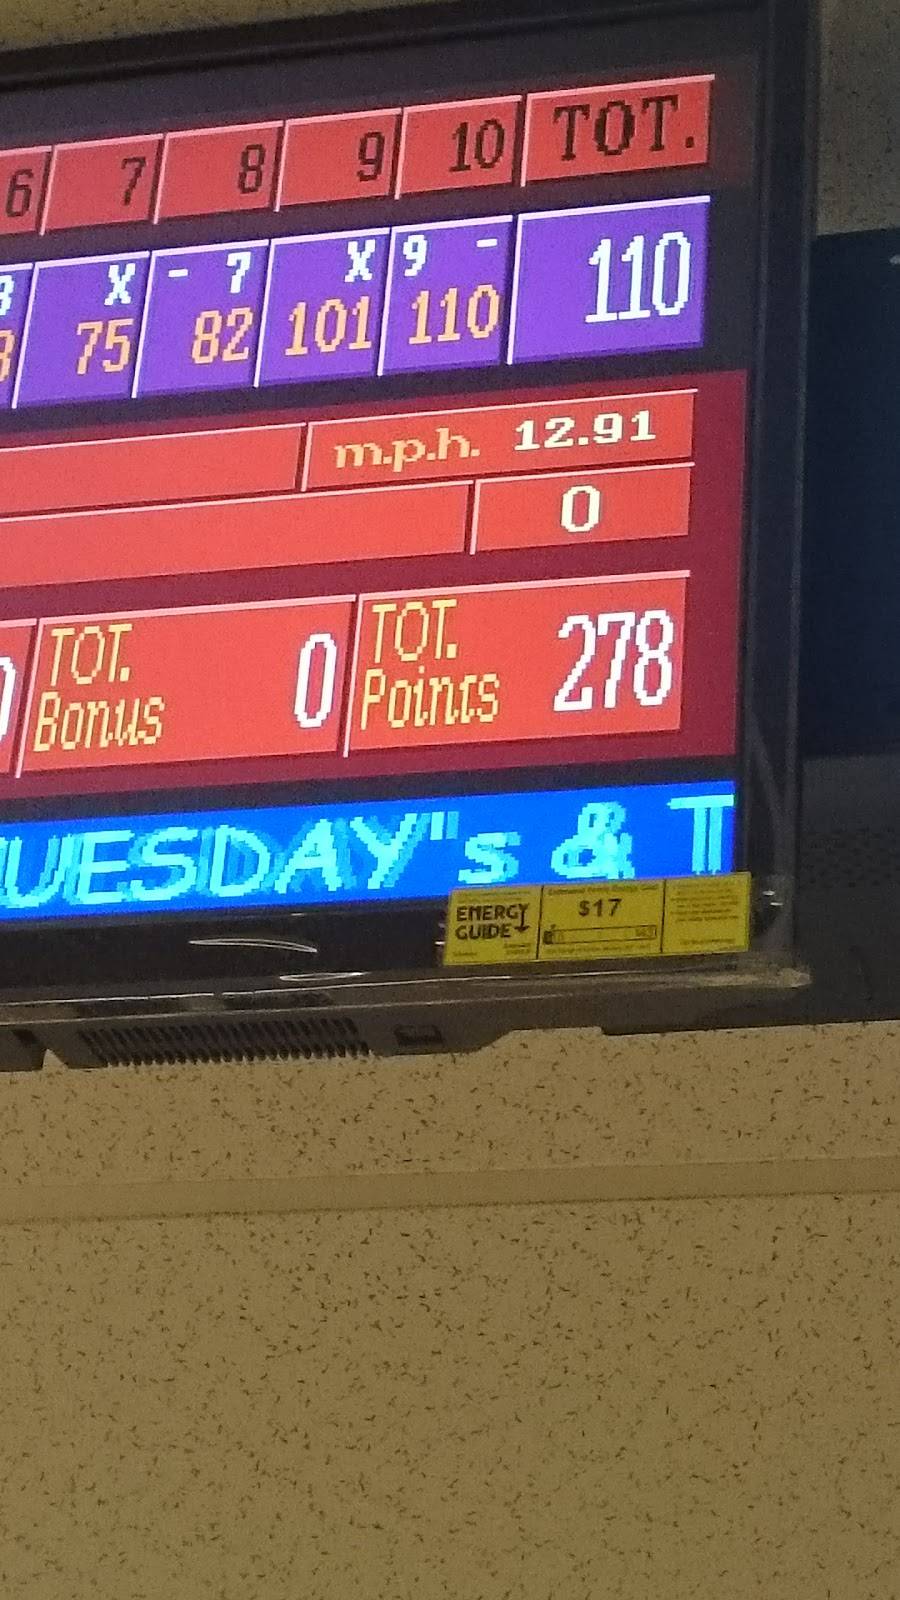 6 7 8 9 10 TOT.
X - 7 X 9 - 110
75 82 101 110
m.p.h. 12.91
0
TOT. Bonus 0 TOT. Points 278
UESDAY"s & T
ENERGY GUIDE $17